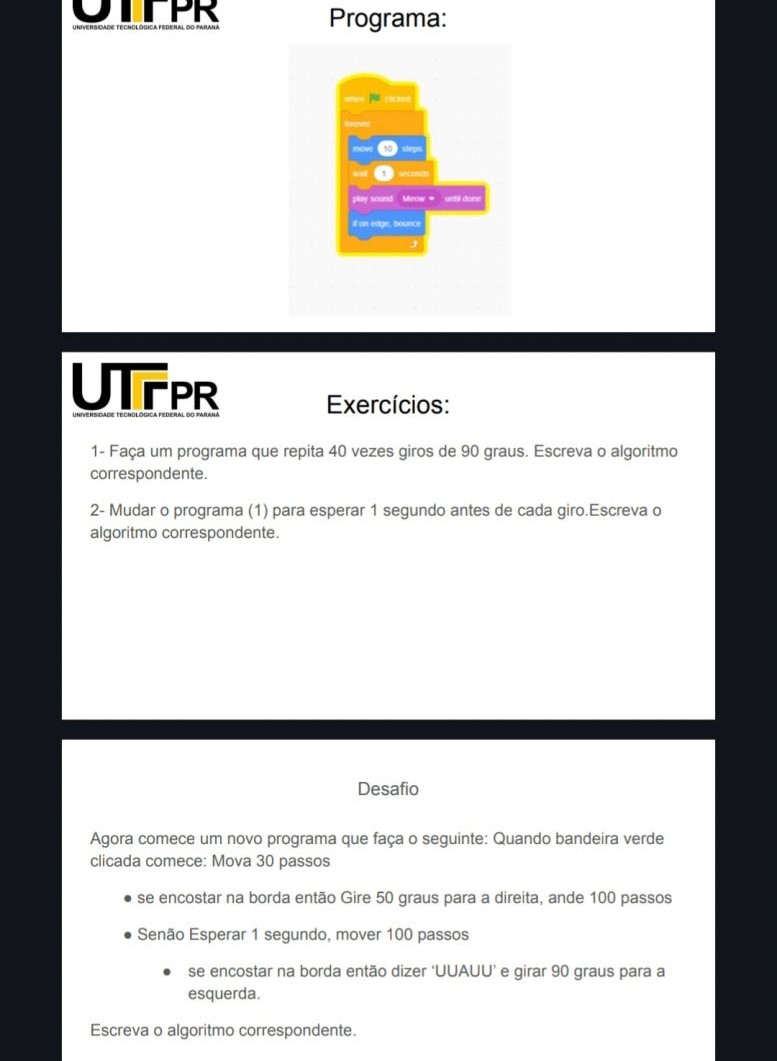 UTFPR
UNIVERSIDADE TECNOLÓGICA FEDERAL DO PARANÁ
Programa:
when clicked
forever
move 10 steps
wait 1 seconds
play sound Meow until done
if on edge, bounce
UTFPR
UNIVERSIDADE TECNOLÓGICA FEDERAL DO PARANÁ
Exercícios:
1- Faça um programa que repita 40 vezes giros de 90 graus. Escreva o algoritmo
correspondente.
2- Mudar o programa (1) para esperar 1 segundo antes de cada giro.Escreva o
algoritmo correspondente.
Desafio
Agora comece um novo programa que faça o seguinte: Quando bandeira verde
clicada comece: Mova 30 passos
● se encostar na borda então Gire 50 graus para a direita, ande 100 passos
● Senão Esperar 1 segundo, mover 100 passos
● se encostar na borda então dizer ‘UUAUU’ e girar 90 graus para a
esquerda.
Escreva o algoritmo correspondente.